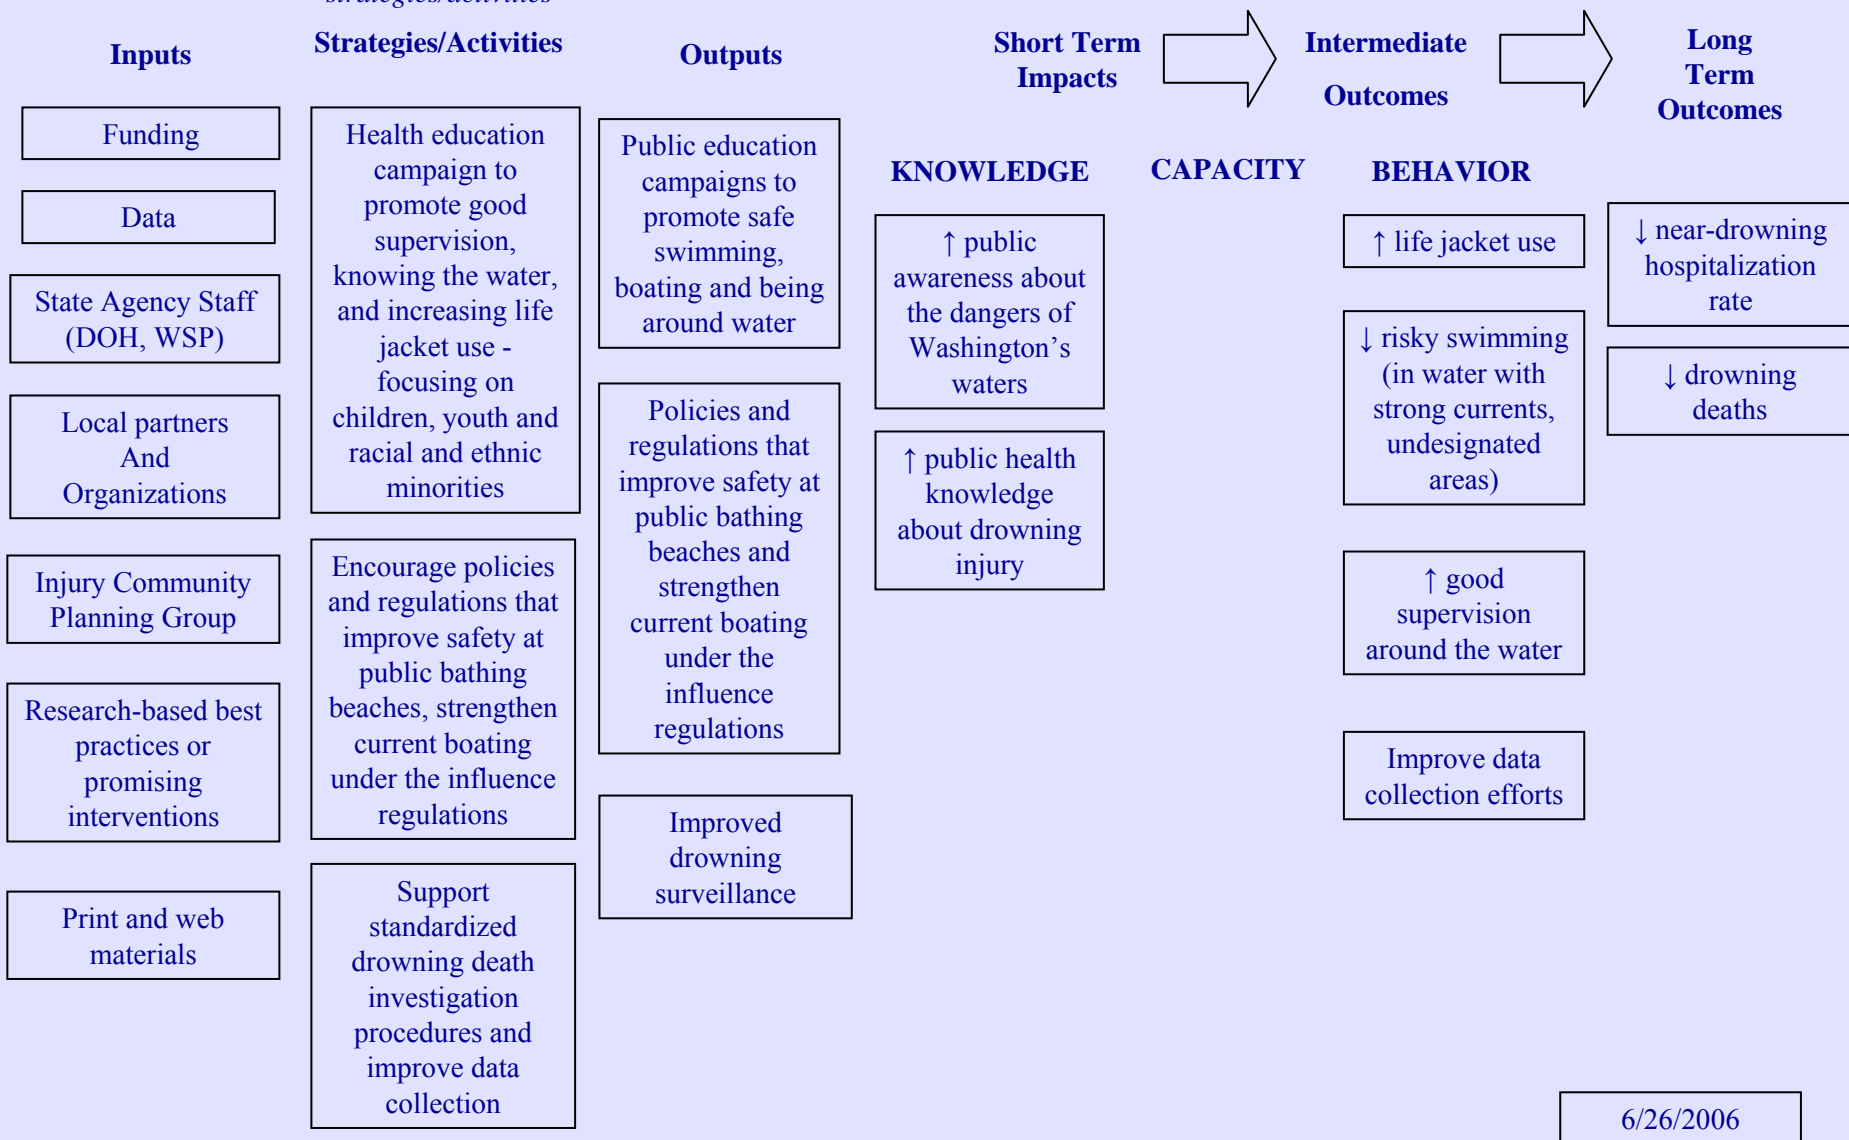 strategies/activities
Inputs
Strategies/Activities
Outputs
Short Term
Impacts
Intermediate
Outcomes
Long
Term
Outcomes
KNOWLEDGE
CAPACITY
BEHAVIOR
Funding
Data
State Agency Staff
(DOH, WSP)
Local partners
And
Organizations
Injury Community
Planning Group
Research-based best
practices or
promising
interventions
Print and web
materials
Health education
campaign to
promote good
supervision,
knowing the water,
and increasing life
jacket use -
focusing on
children, youth and
racial and ethnic
minorities
Encourage policies
and regulations that
improve safety at
public bathing
beaches, strengthen
current boating
under the influence
regulations
Support
standardized
drowning death
investigation
procedures and
improve data
collection
Public education
campaigns to
promote safe
swimming,
boating and being
around water
Policies and
regulations that
improve safety at
public bathing
beaches and
strengthen
current boating
under the
influence
regulations
Improved
drowning
surveillance
↑ public
awareness about
the dangers of
Washington’s
waters
↑ public health
knowledge
about drowning
injury
↑ life jacket use
↓ risky swimming
(in water with
strong currents,
undesignated
areas)
↑ good
supervision
around the water
Improve data
collection efforts
↓ near-drowning
hospitalization
rate
↓ drowning
deaths
6/26/2006